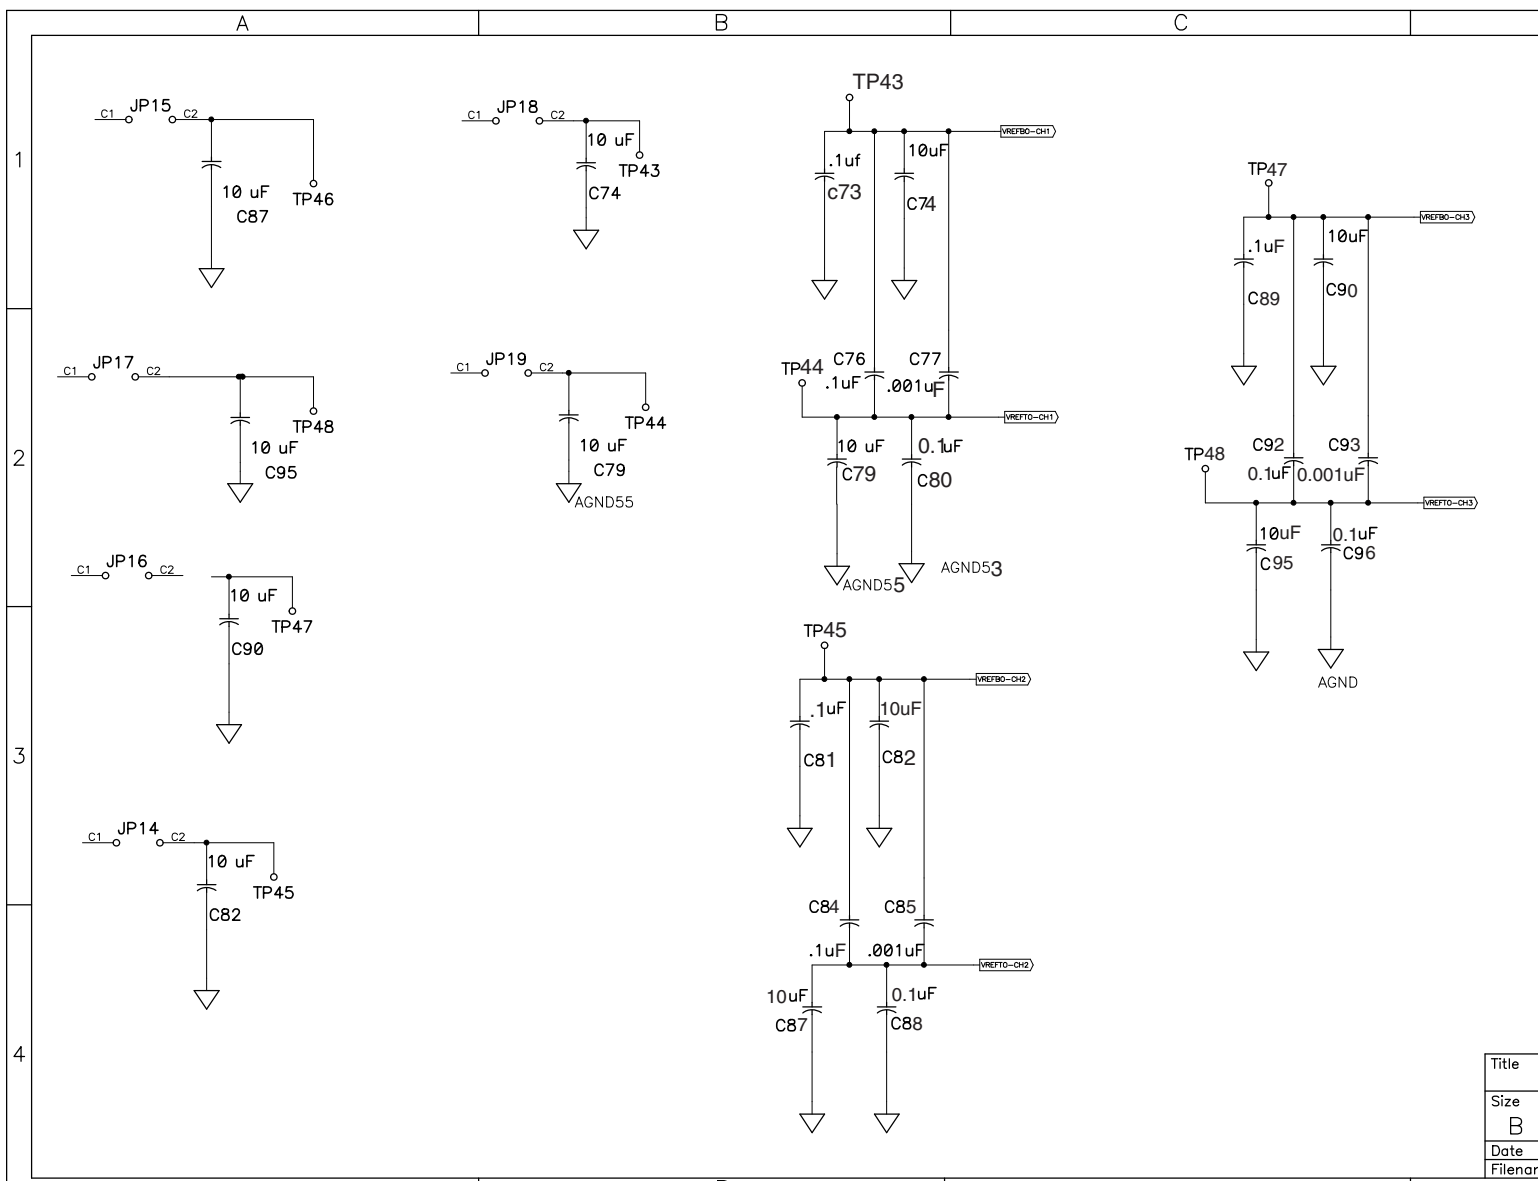 A B C
1
JP15
C1 C2
10 uF
C87
TP46
JP18
C1 C2
10 uF
TP43
C74
TP43
VREFBO-CH1
.1uf
c73
10uF
C74
TP47
VREFBO-CH3
.1uF
C89
10uF
C90
2
JP17
C1 C2
TP48
10 uF
C95
JP19
C1 C2
TP44
10 uF
C79
AGND55
TP44
C76 C77
.1uF .001uF
VREFTO-CH1
10 uF
C79
0.1uF
C80
AGND55
AGND53
TP48
C92 C93
0.1uF 0.001uF
VREFTO-CH3
10uF
C95
0.1uF
C96
AGND
JP16
C1 C2
10 uF
TP47
C90
3
TP45
VREFBO-CH2
.1uF
C81
10uF
C82
JP14
C1 C2
10 uF
TP45
C82
C84 C85
.1uF .001uF
VREFTO-CH2
10uF
C87
0.1uF
C88
4
Title
Size
B
Date
Filenar